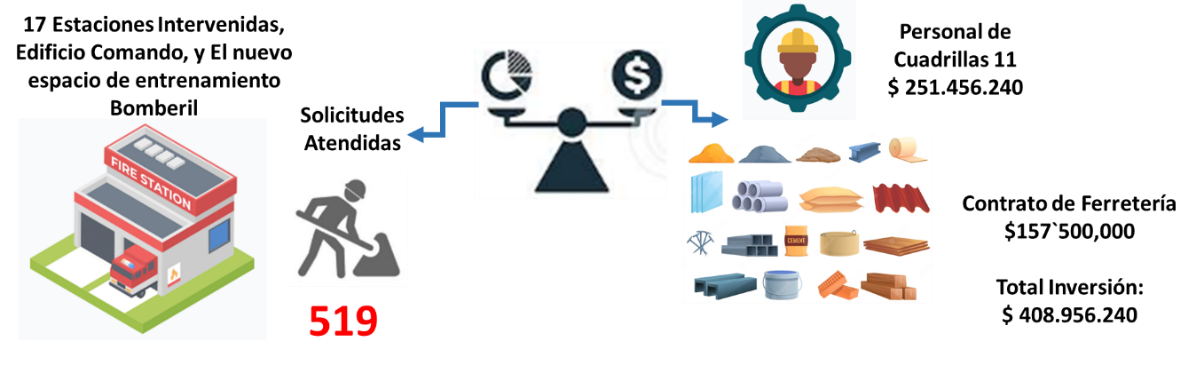 17 Estaciones Intervenidas,
Edificio Comando, y El nuevo
espacio de entrenamiento
Bomberil
FIRE STATION
Solicitudes
Atendidas
519
$
Personal de
Cuadrillas 11
$ 251.456.240
CEMENT
Contrato de Ferretería
$157`500,000
Total Inversión:
$ 408.956.240